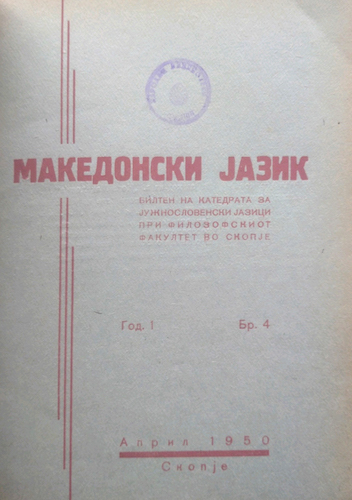 МАКЕДОНСКИ ЈАЗИК
БИЛТЕН НА КАТЕДРАТА ЗА
ЈУЖНОСЛОВЕНСКИ ЈАЗИЦИ
ПРИ ФИЛОЗОФСКИОТ
ФАКУЛТЕТ ВО СКОПЈЕ
Год. I Бр. 4
Април 1950
Скопје